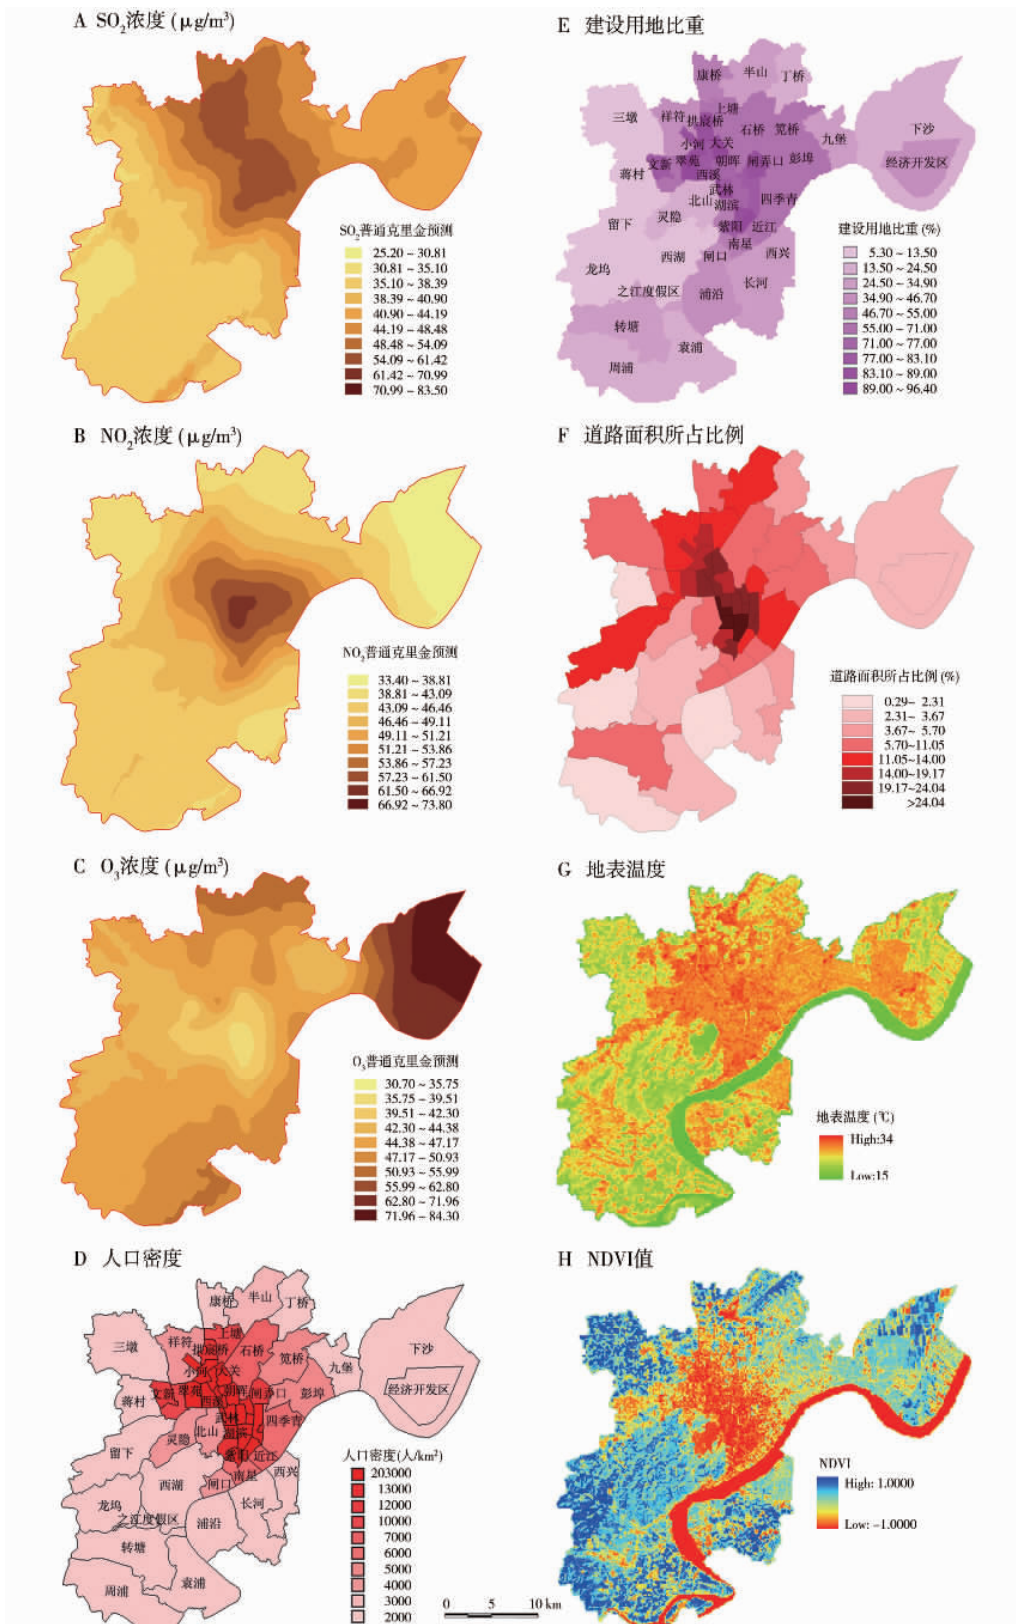 A SO₂浓度 (μg/m³)
SO₂普通克里金预测
25.20 ~ 30.81
30.81 ~ 35.10
35.10 ~ 38.39
38.39 ~ 40.90
40.90 ~ 44.19
44.19 ~ 48.48
48.48 ~ 54.09
54.09 ~ 61.42
61.42 ~ 70.99
70.99 ~ 83.50
E 建设用地比重
康桥
半山
丁桥
三墩
祥符
上塘
拱宸桥
石桥
笕桥
九堡
下沙
小河
大关
文新
翠苑
朝晖
闸弄口
彭埠
经济开发区
蒋村
西溪
武林
北山
湖滨
四季青
留下
灵隐
紫阳
近江
南星
西湖
闸口
西兴
龙坞
之江度假区
浦沿
长河
转塘
袁浦
周浦
建设用地比重 (%)
5.30 ~ 13.50
13.50 ~ 24.50
24.50 ~ 34.90
34.90 ~ 46.70
46.70 ~ 55.00
55.00 ~ 71.00
71.00 ~ 77.00
77.00 ~ 83.10
83.10 ~ 89.00
89.00 ~ 96.40
B NO₂浓度 (μg/m³)
NO₂普通克里金预测
33.40 ~ 38.81
38.81 ~ 43.09
43.09 ~ 46.46
46.46 ~ 49.11
49.11 ~ 51.21
51.21 ~ 53.86
53.86 ~ 57.23
57.23 ~ 61.50
61.50 ~ 66.92
66.92 ~ 73.80
F 道路面积所占比例
道路面积所占比例 (%)
0.29~ 2.31
2.31~ 3.67
3.67~ 5.70
5.70~11.05
11.05~14.00
14.00~19.17
19.17~24.04
>24.04
C O₃浓度 (μg/m³)
O₃普通克里金预测
30.70 ~ 35.75
35.75 ~ 39.51
39.51 ~ 42.30
42.30 ~ 44.38
44.38 ~ 47.17
47.17 ~ 50.93
50.93 ~ 55.99
55.99 ~ 62.80
62.80 ~ 71.96
71.96 ~ 84.30
G 地表温度
地表温度 (℃)
High:34
Low:15
D 人口密度
康桥
半山
丁桥
三墩
祥符
上塘
拱宸桥
石桥
笕桥
九堡
下沙
小河
大关
文新
翠苑
朝晖
闸弄口
彭埠
经济开发区
蒋村
西溪
武林
北山
湖滨
四季青
留下
灵隐
紫阳
近江
南星
西湖
闸口
西兴
龙坞
之江度假区
浦沿
长河
转塘
袁浦
周浦
人口密度(人/km²)
203000
13000
12000
10000
7000
6000
5000
4000
3000
2000
0 5 10 km
H NDVI值
NDVI
High: 1.0000
Low: −1.0000